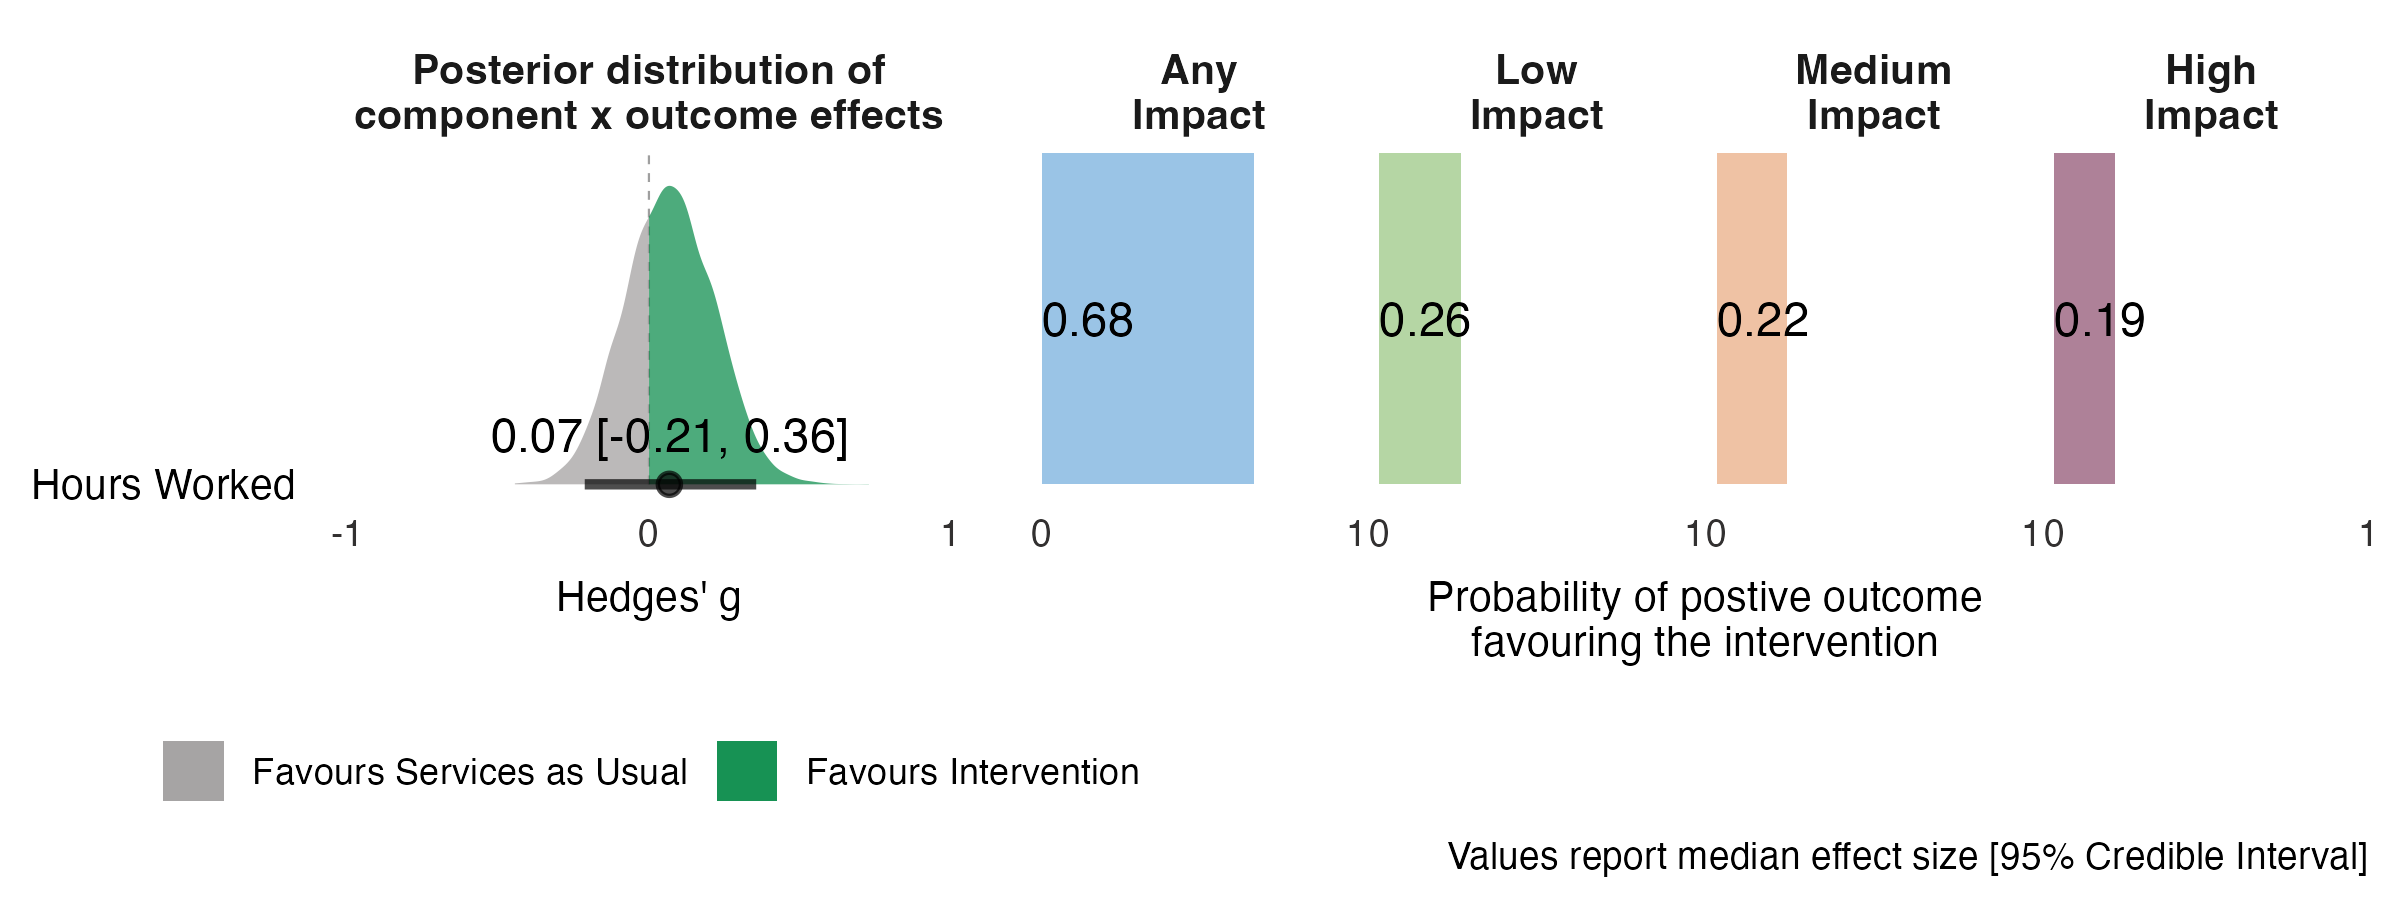 Posterior distribution of
component x outcome effects
Any
Impact
Low
Impact
Medium
Impact
High
Impact
0.68
0.26
0.22
0.19
0.07 [-0.21, 0.36]
Hours Worked
-1 0 1 0 10 10 10 1
Hedges' g
Probability of postive outcome
favouring the intervention
Favours Services as Usual
Favours Intervention
Values report median effect size [95% Credible Interval]